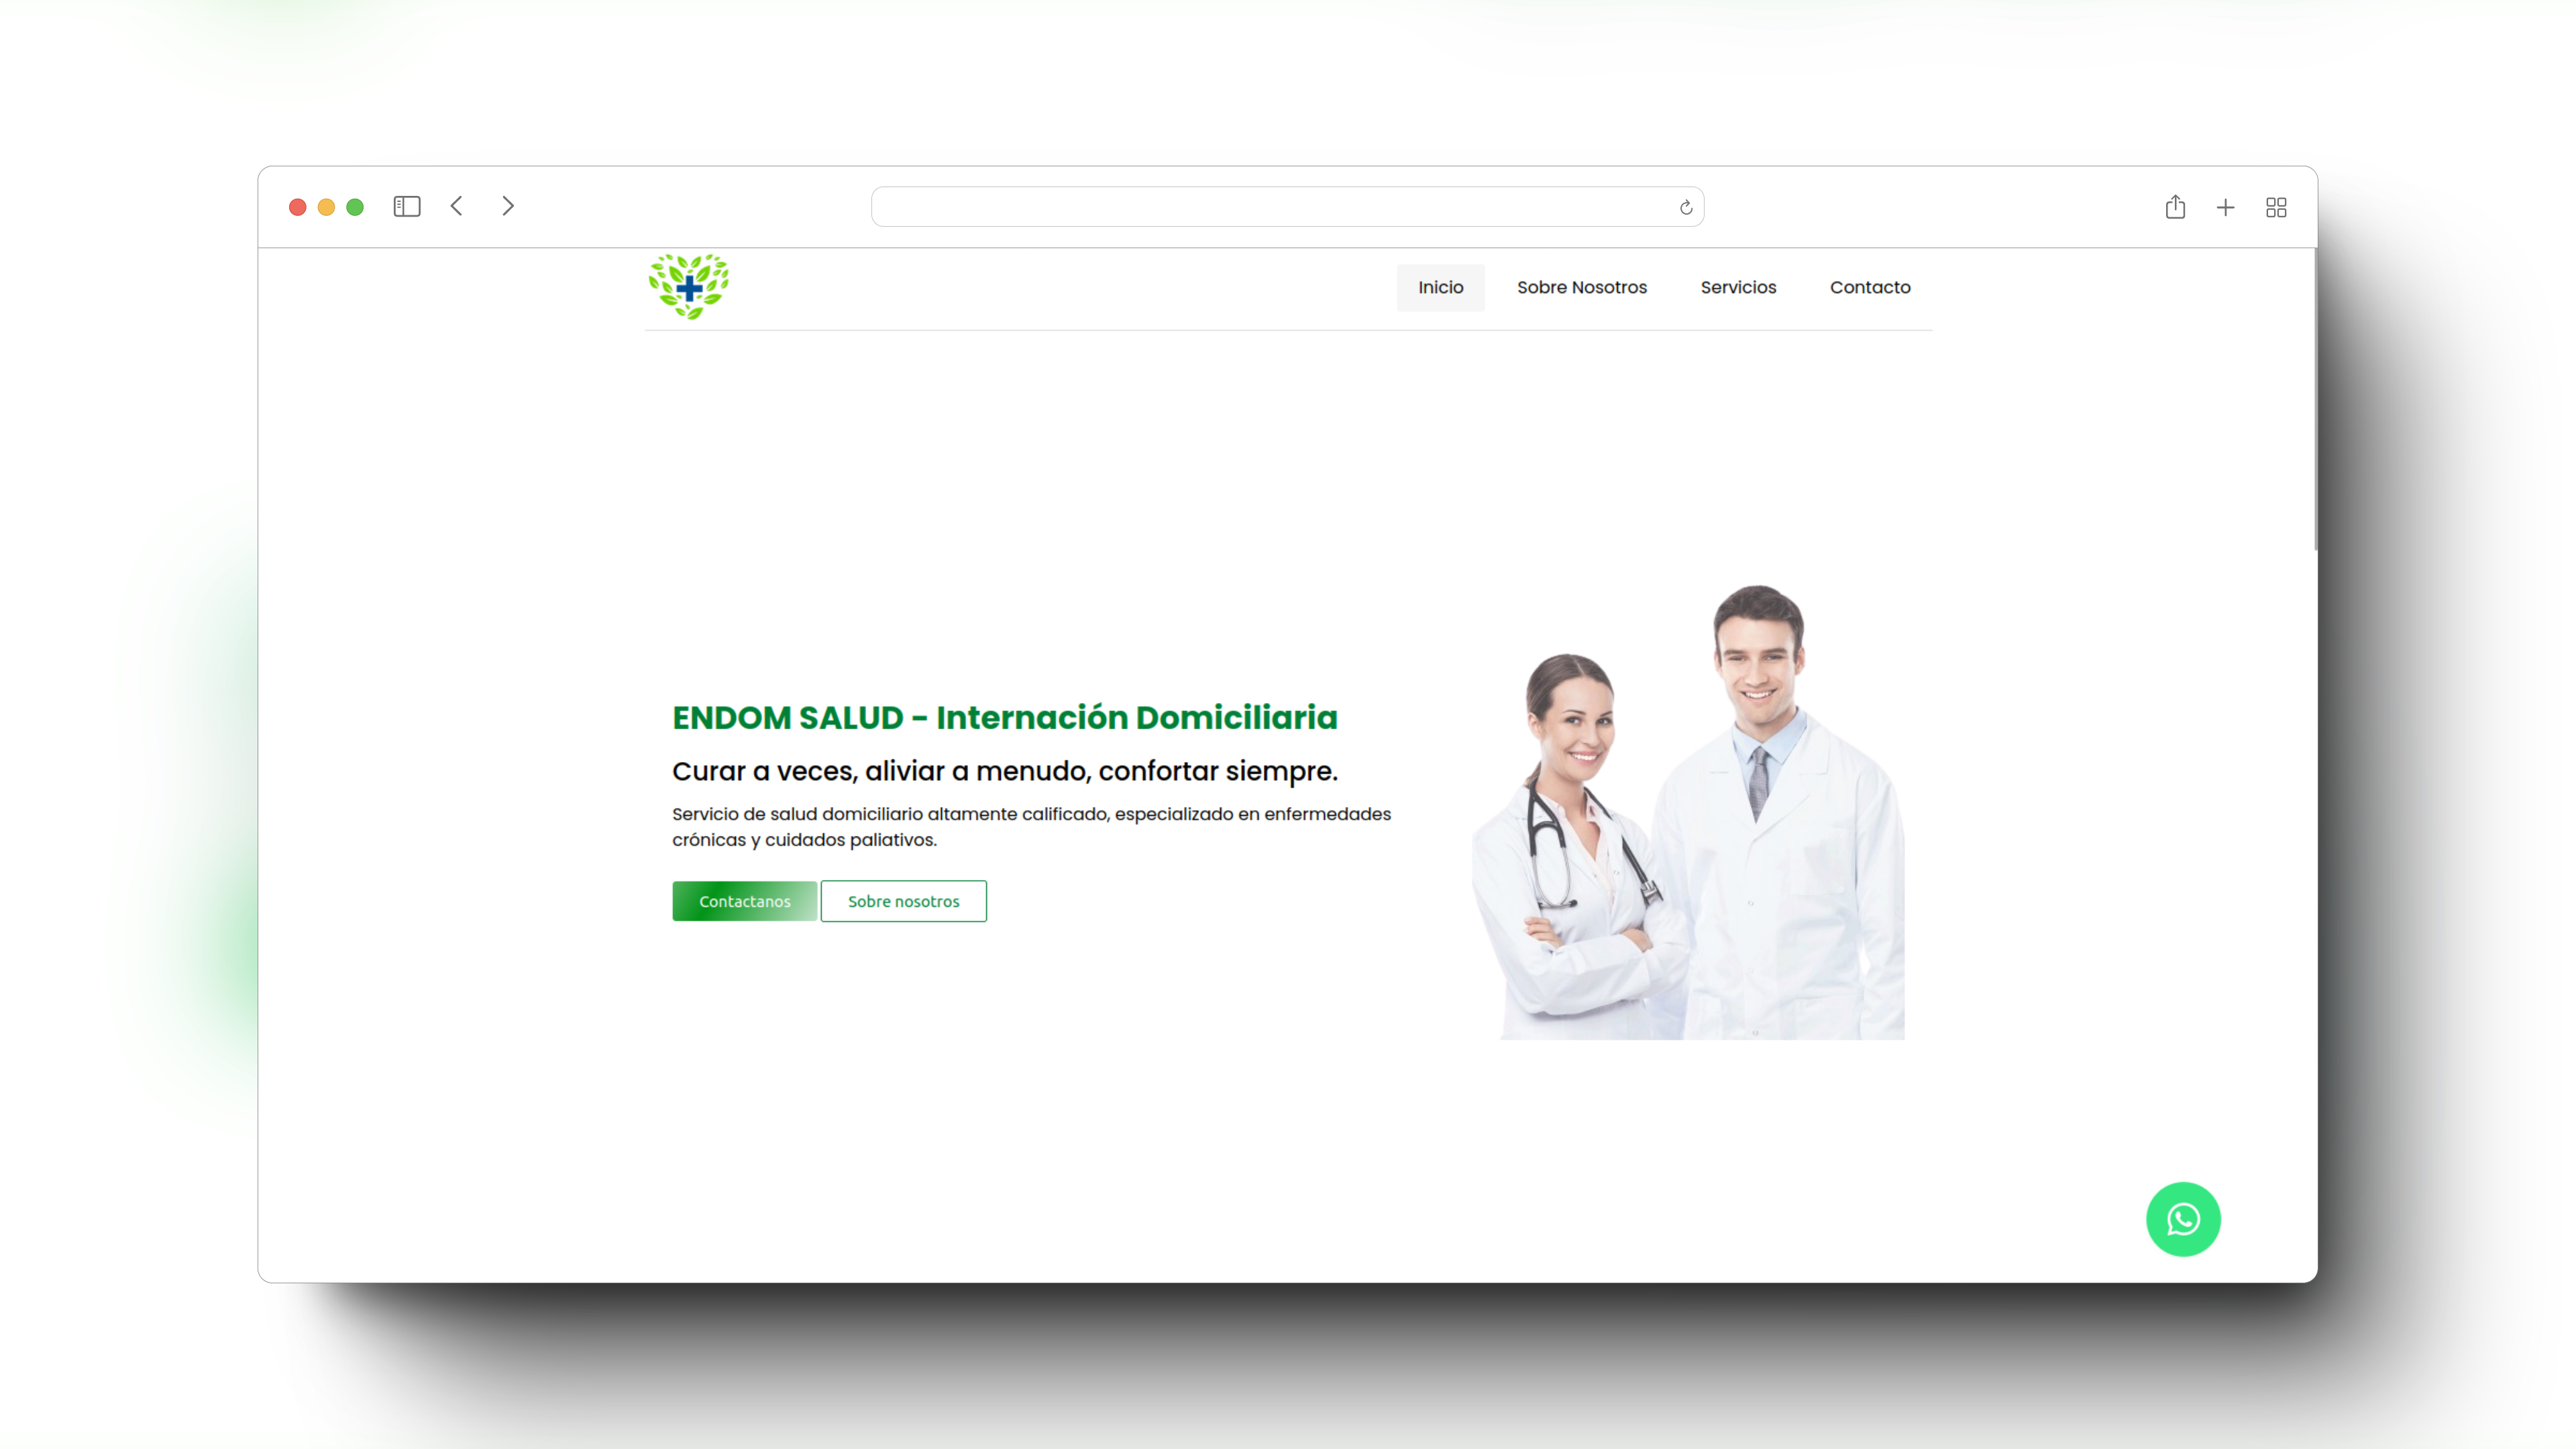 Inicio Sobre Nosotros Servicios Contacto
ENDOM SALUD - Internación Domiciliaria
Curar a veces, aliviar a menudo, confortar siempre.
Servicio de salud domiciliario altamente calificado, especializado en enfermedades
crónicas y cuidados paliativos.
Contactanos Sobre nosotros